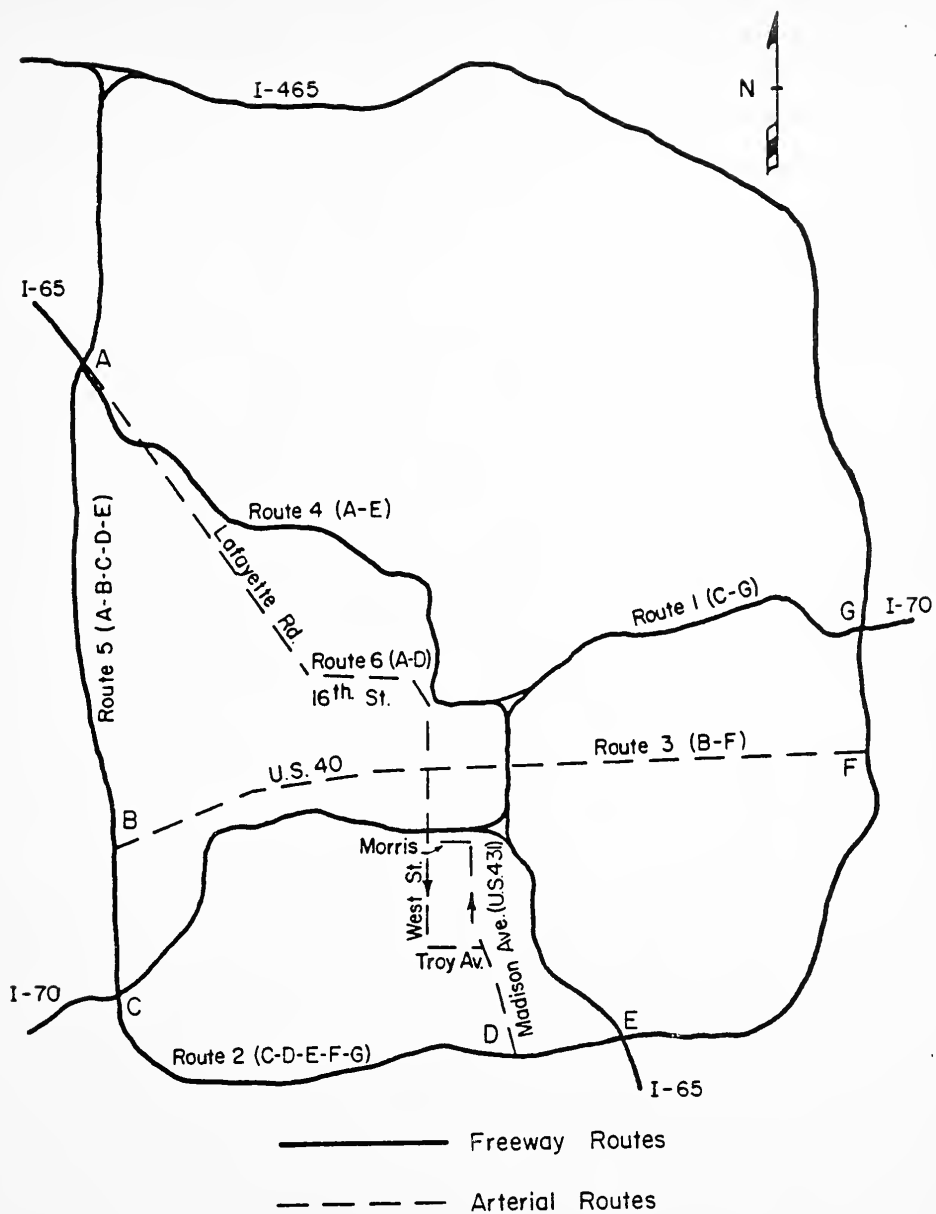 N
I-465
I-65
A
Route 4 (A-E)
Lafayette Rd.
Route 5 (A-B-C-D-E)
Route 1 (C-G)
G
I-70
Route 6 (A-D)
16th St.
Route 3 (B-F)
U.S. 40
F
B
Morris
West St.
Madison Ave. (U.S.431)
Troy Av.
I-70
C
D
E
Route 2 (C-D-E-F-G)
I-65
Freeway Routes
Arterial Routes